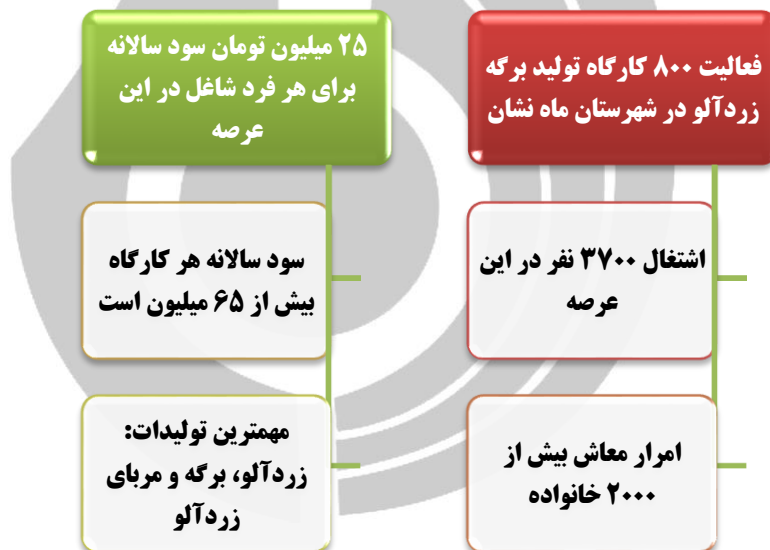 فعالیت ۸۰۰ کارگاه تولید برگه
زردآلو در شهرستان ماه نشان
اشتغال ۳۷۰۰ نفر در این
عرصه
امرار معاش بیش از
۲۰۰۰ خانواده
۲۵ میلیون تومان سود سالانه
برای هر فرد شاغل در این
عرصه
سود سالانه هر کارگاه
بیش از ۶۵ میلیون است
مهمترین تولیدات:
زردآلو، برگه و مربای
زردآلو